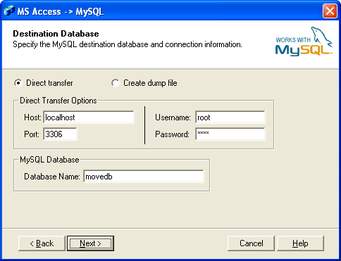 MS Access -> MySQL
Destination Database
Specify the MySQL destination database and connection information.
WORKS WITH
MySQL
Direct transfer
Create dump file
Direct Transfer Options
Host: localhost
Username: root
Port: 3306
Password: ****
MySQL Database
Database Name: movedb
< Back
Next >
Cancel
Help